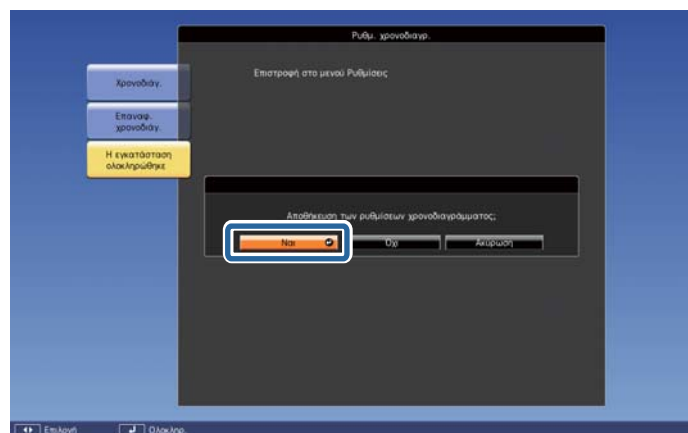 Ρυθμ. χρονοδιαγρ.
Χρονοδιάγ.
Επιστροφή στο μενού Ρυθμίσεις
Επαναφ.
χρονοδιάγ.
Η εγκατάσταση
ολοκληρώθηκε
Αποθήκευση των ρυθμίσεων χρονοδιαγράμματος;
Ναι Όχι Ακύρωση
Επιλογή Ολοκληρ.